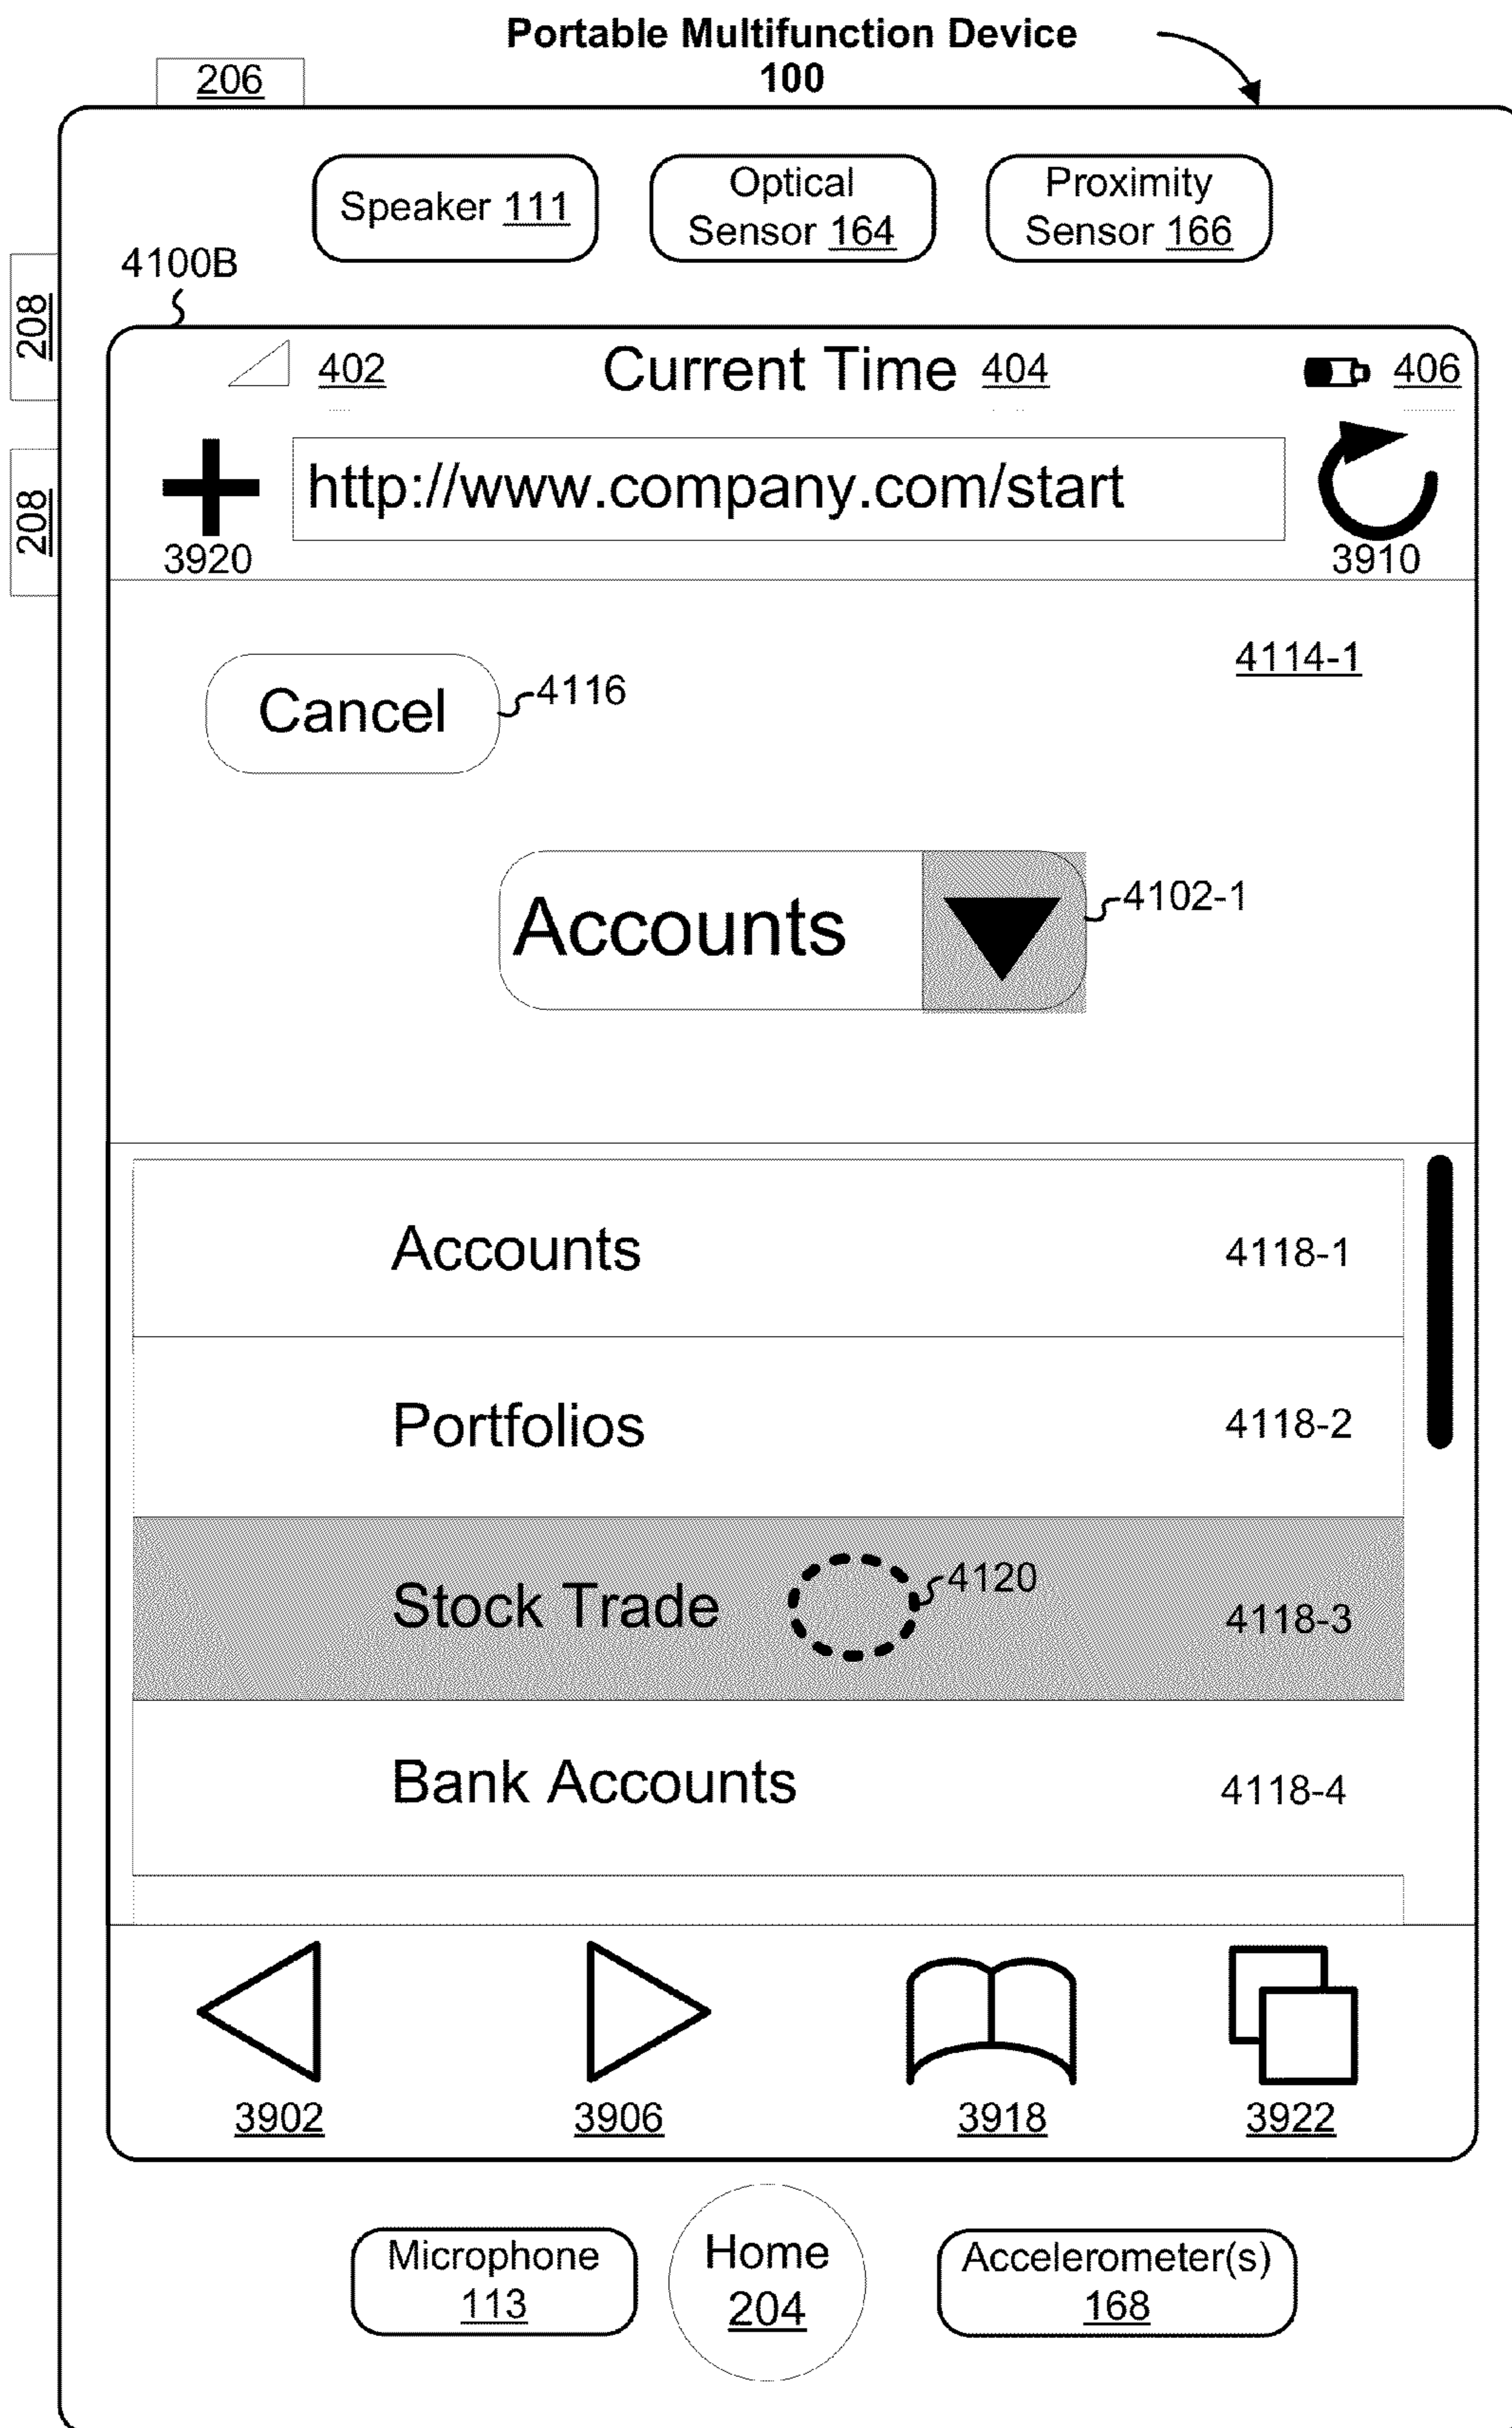 Portable Multifunction Device
100
206
Speaker 111
Optical
Sensor 164
Proximity
Sensor 166
4100B
208
208
402
Current Time 404
406
http://www.company.com/start
3920
3910
4114-1
Cancel
4116
Accounts
4102-1
Accounts
4118-1
Portfolios
4118-2
Stock Trade
4120
4118-3
Bank Accounts
4118-4
3902
3906
3918
3922
Microphone
113
Home
204
Accelerometer(s)
168